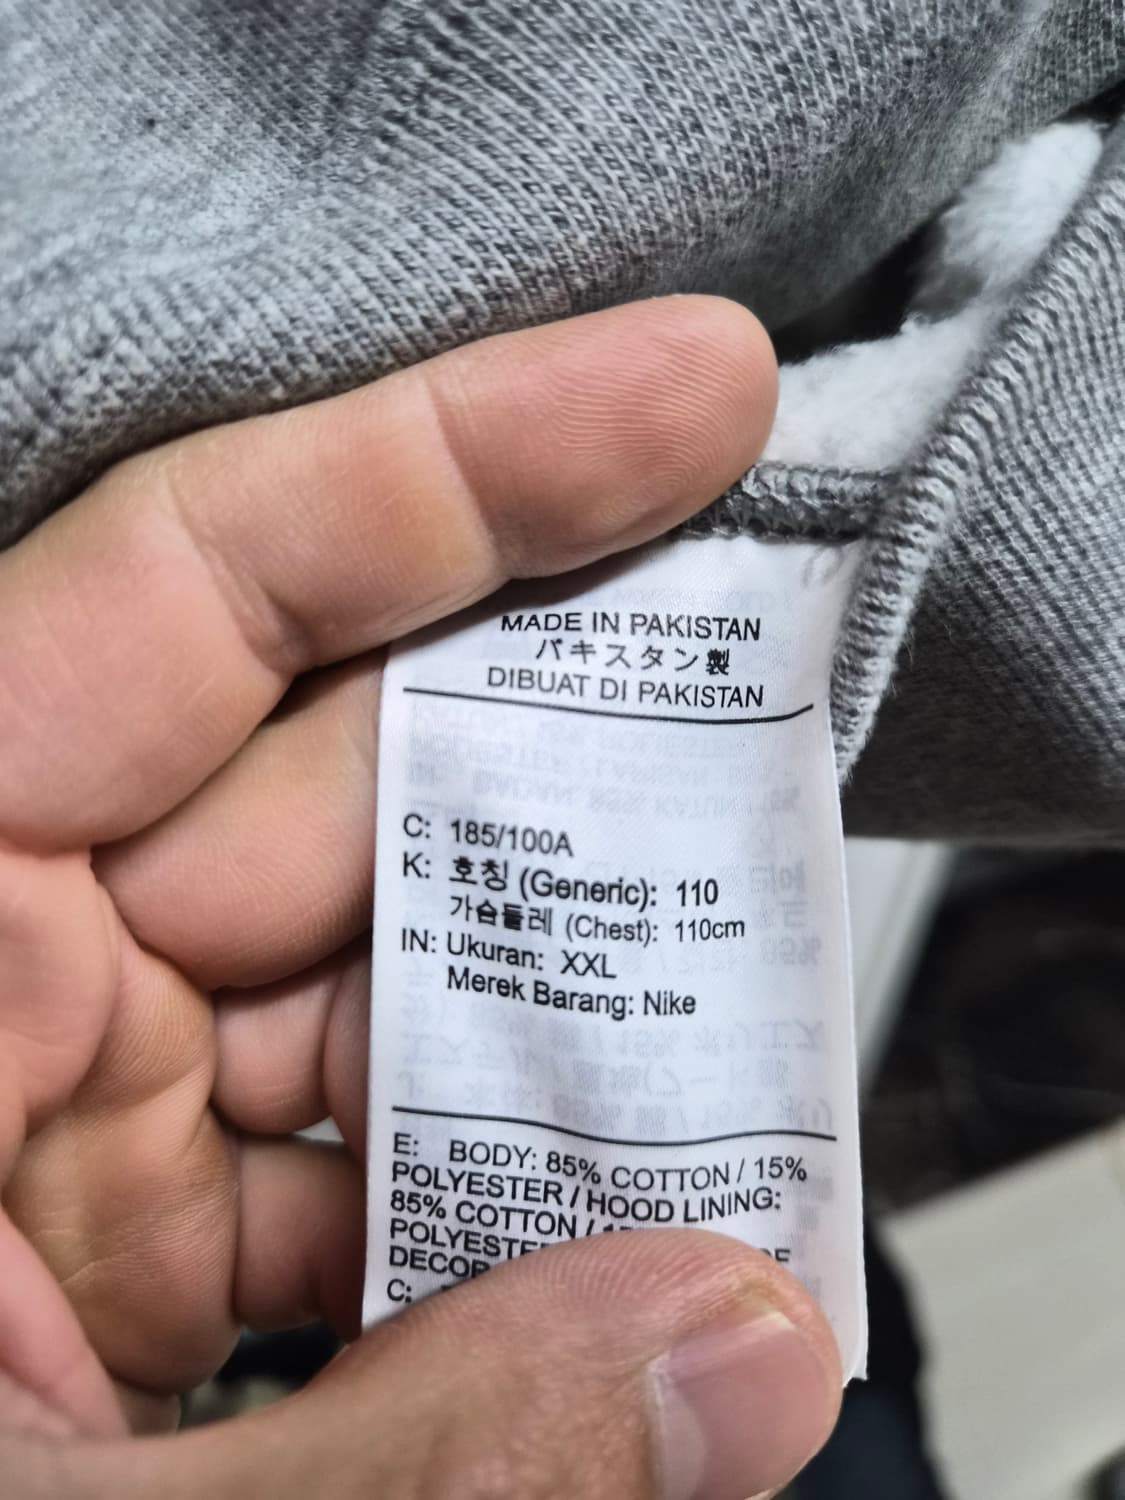 MADE IN PAKISTAN
パキスタン製
DIBUAT DI PAKISTAN
C: 185/100A
K: 호칭 (Generic): 110
가슴둘레 (Chest): 110cm
IN: Ukuran: XXL
Merek Barang: Nike
E: BODY: 85% COTTON / 15%
POLYESTER / HOOD LINING:
85% COTTON /
C: